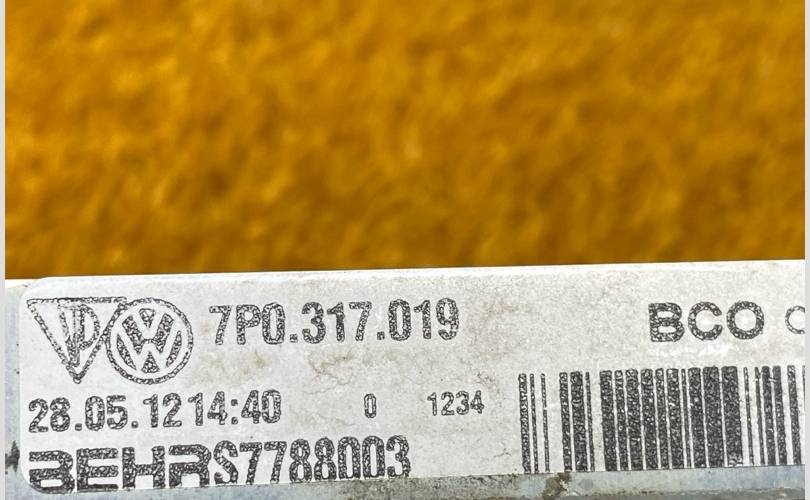 7P0.317.019 BCO
28.05.12 14:40 0 1234
BEHR S7788003